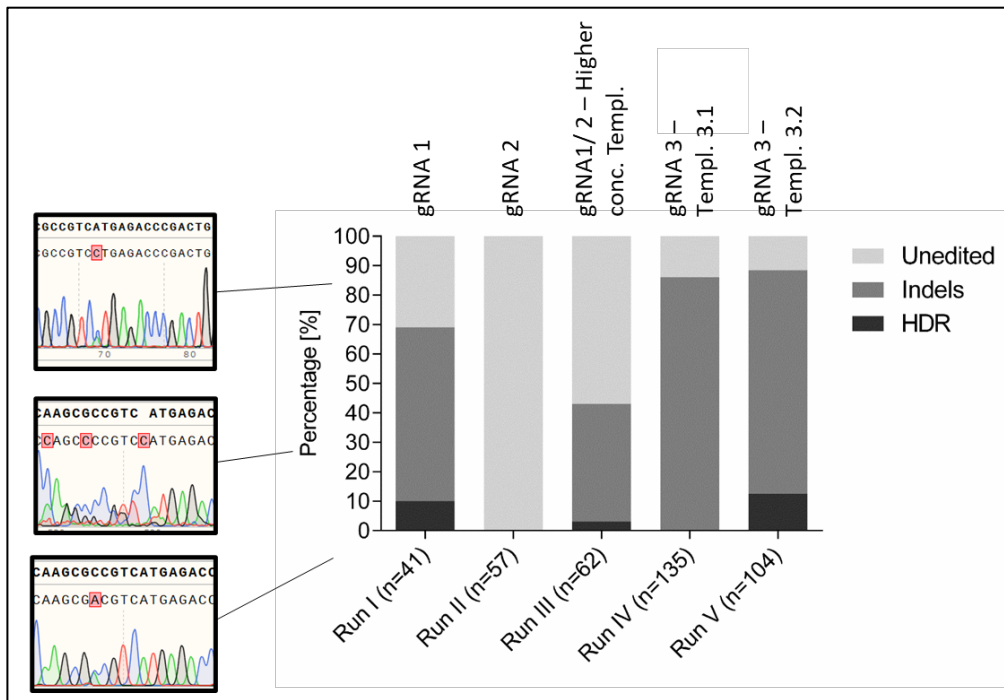 gRNA 1
gRNA 2
gRNA1/ 2 – Higher
conc. Templ.
gRNA 3 –
Templ. 3.1
gRNA 3 –
Templ. 3.2
CGCCGTCATGAGACCCGACTG
CGCCGTCCTGAGACCCGACTG
70
80
CAAGCGCCGTC ATGAGAC
CCAGCCCCGTCCATGAGAC
CAAGCGCCGTCATGAGACC
CAAGCGACGTCATGAGACC
Percentage [%]
100
90
80
70
60
50
40
30
20
10
0
Unedited
Indels
HDR
Run I (n=41)
Run II (n=57)
Run III (n=62)
Run IV (n=135)
Run V (n=104)